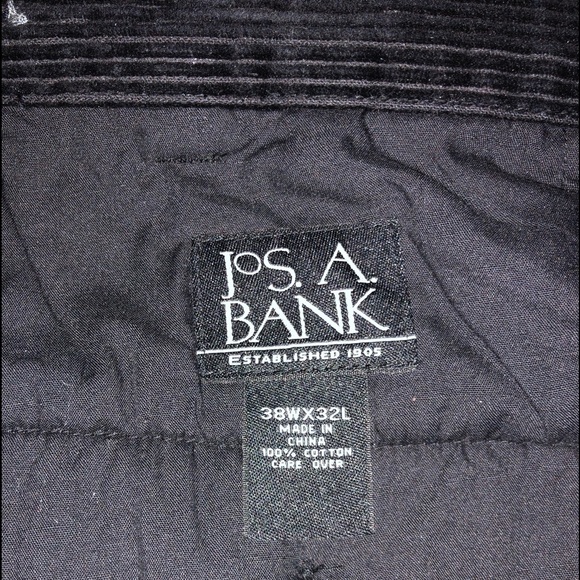 JoS. A.
BANK
ESTABLISHED 1905
38WX32L
MADE IN
CHINA
100% COTTON
CARE OVER